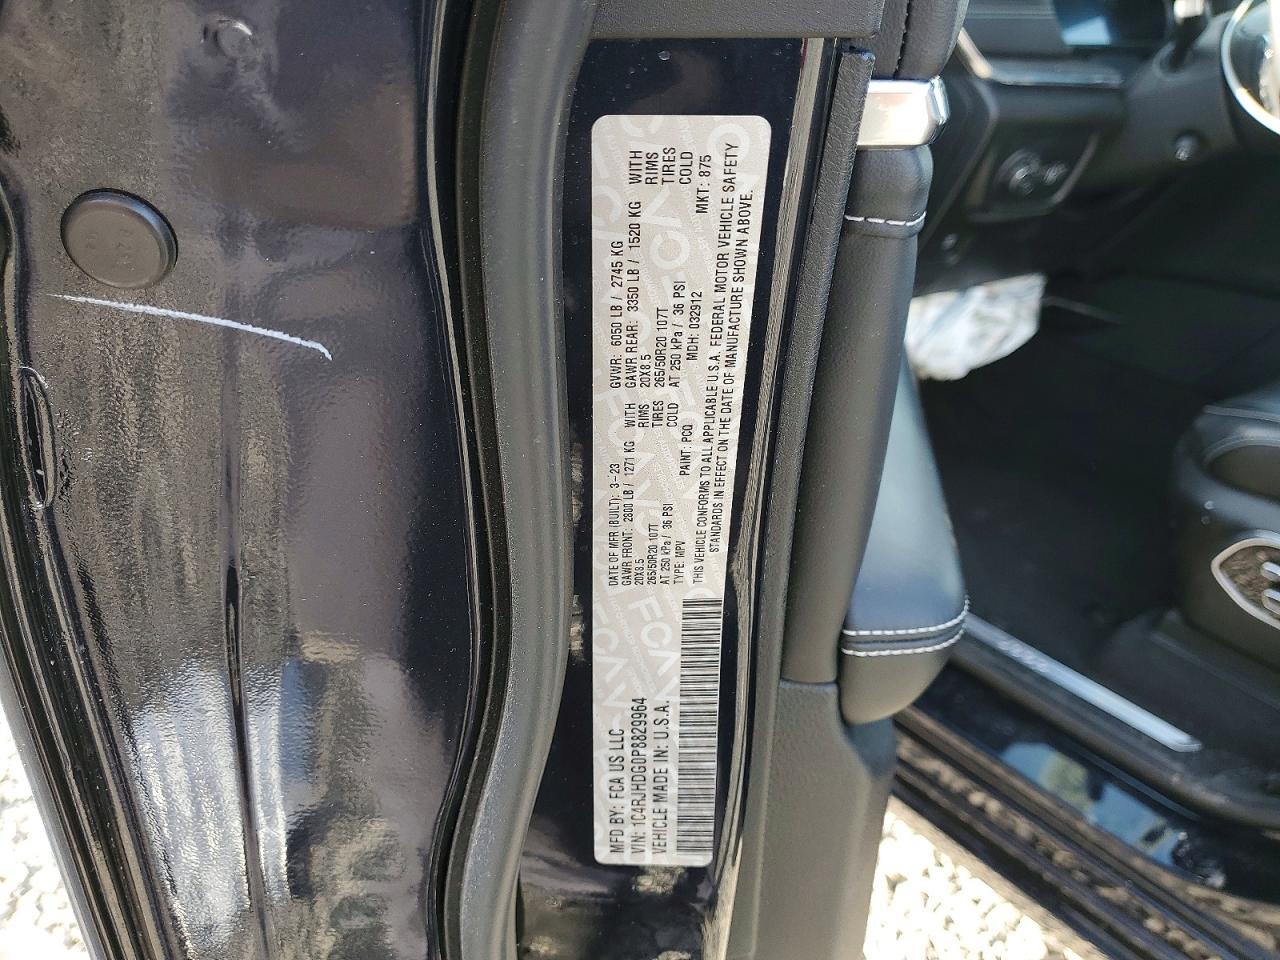 MFD BY: FCA US LLC
DATE OF MFR (BUILT): 3-23
GVWR: 6050 LB / 2745 KG
VIN: 1C4RJHDG0P8829964
GAWR FRONT: 2800 LB / 1271 KG WITH
GAWR REAR: 3350 LB / 1520 KG WITH
VEHICLE MADE IN: U.S.A.
20X8.5 RIMS
20X8.5 RIMS
265/50R20 107T TIRES
265/50R20 107T TIRES
AT 250 kPa / 36 PSI COLD
AT 250 kPa / 36 PSI COLD
TYPE: MPV PAINT: PCQ MDH: 032912 MKT: 875
THIS VEHICLE CONFORMS TO ALL APPLICABLE U.S.A. FEDERAL MOTOR VEHICLE SAFETY
STANDARDS IN EFFECT ON THE DATE OF MANUFACTURE SHOWN ABOVE.